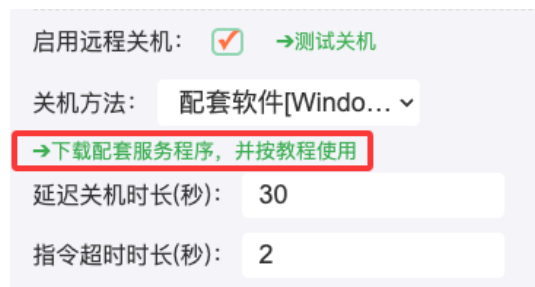 启用远程关机： ➔测试关机
关机方法： 配套软件[Windo...
➔下载配套服务程序，并按教程使用
延迟关机时长(秒)： 30
指令超时时长(秒)： 2